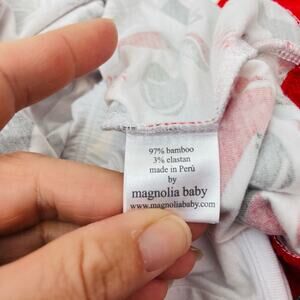 97% bamboo
3% elastan
made in Perú
by
magnolia baby
www.magnoliababy.com